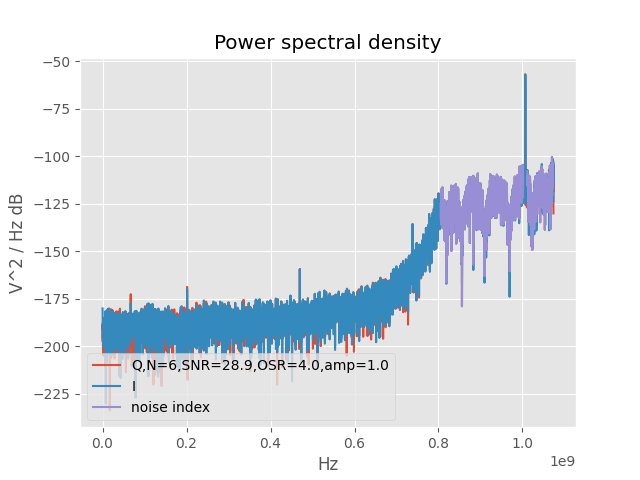 Power spectral density
V^2 / Hz dB
−50
−75
−100
−125
−150
−175
−200
−225
Q,N=6,SNR=28.9,OSR=4.0,amp=1.0
I
noise index
0.0 0.2 0.4 0.6 0.8 1.0
1e9
Hz